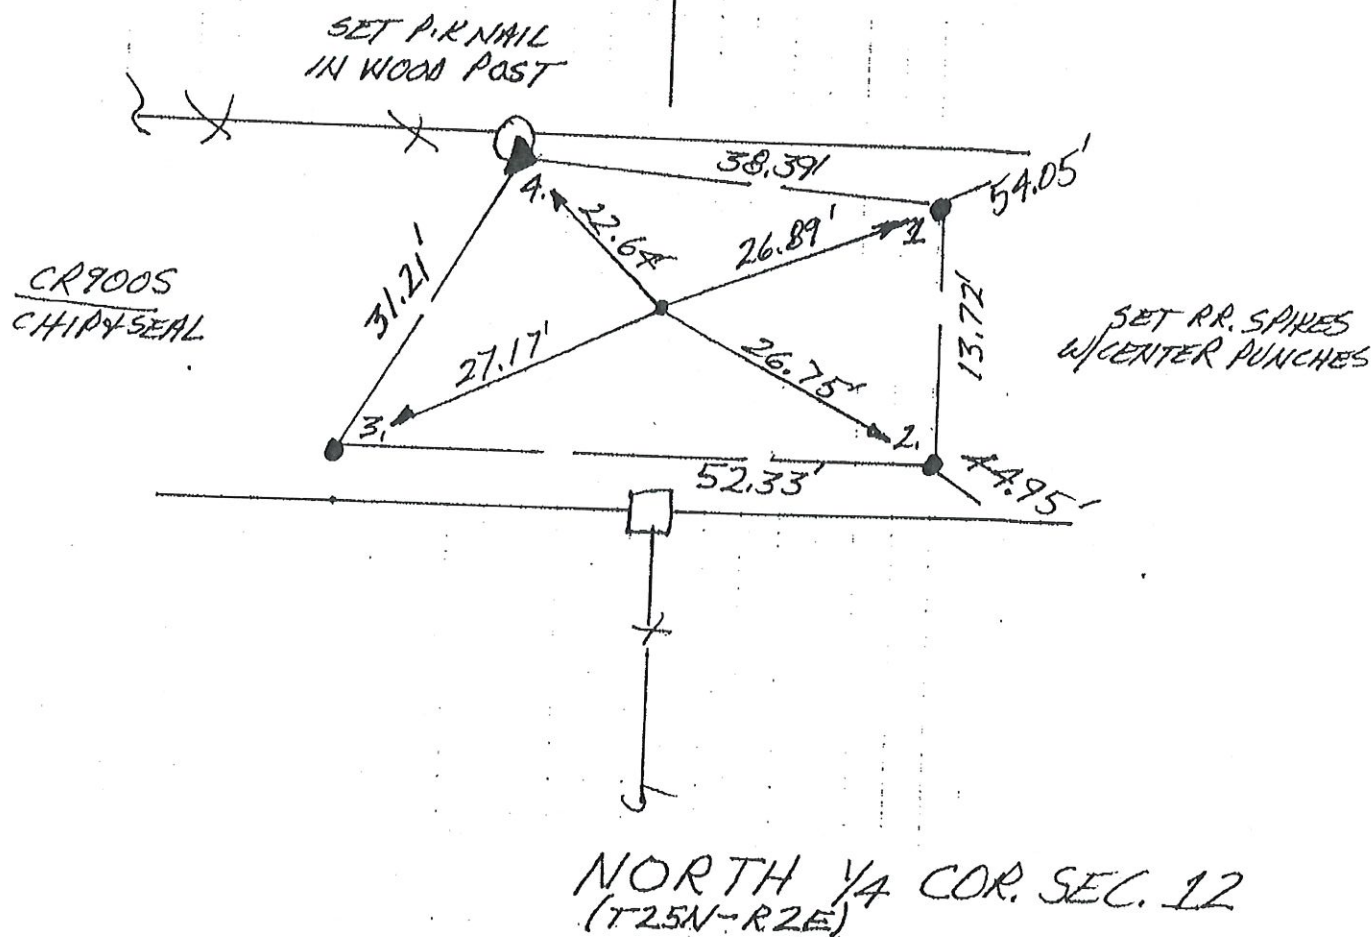 SET P.K NAIL
IN WOOD POST
38.39'
54.05'
4.
22.64'
26.89'
1
31.21'
CR900S
CHIP&SEAL
13.72'
SET RR. SPIKES
W/CENTER PUNCHES
27.17'
26.75'
3.
2.
52.33'
44.95'
NORTH 1/4 COR. SEC. 12
(T25N-R2E)